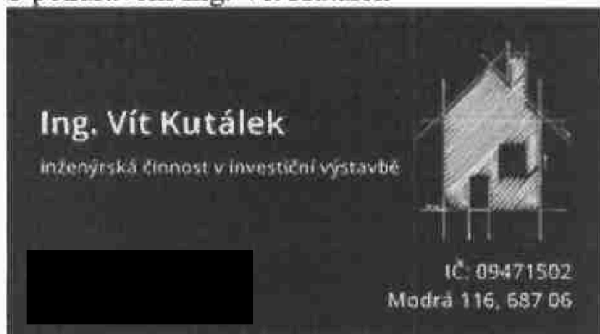 Ing. Vít Kutálek
inženýrská činnost v investiční výstavbě
IČ: 09471502
Modrá 116, 687 06